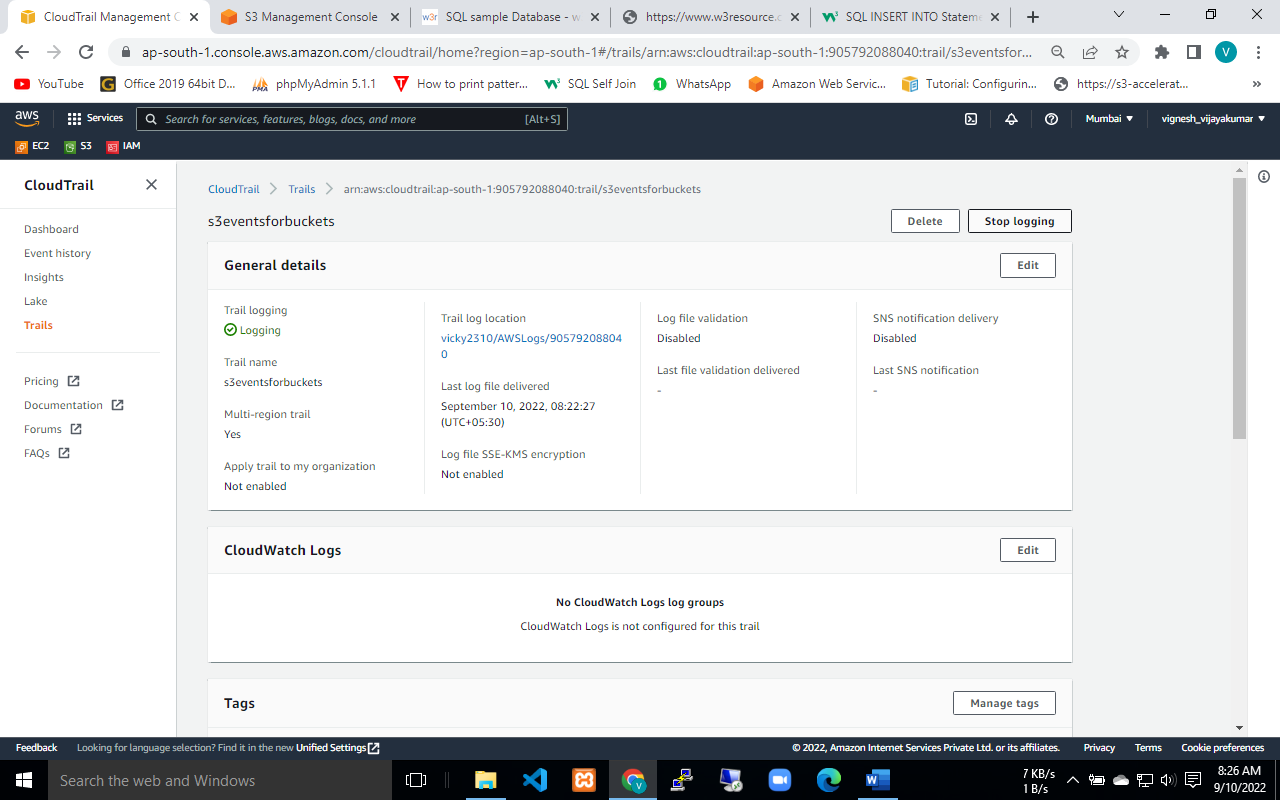 CloudTrail Management C
S3 Management Console
w3r SQL sample Database - w
https://www.w3resource.c
SQL INSERT INTO Stateme
ap-south-1.console.aws.amazon.com/cloudtrail/home?region=ap-south-1#/trails/arn:aws:cloudtrail:ap-south-1:905792088040:trail/s3eventsfor...
V
YouTube
Office 2019 64bit D...
phpMyAdmin 5.1.1
How to print patter...
SQL Self Join
WhatsApp
Amazon Web Servic...
Tutorial: Configurin...
https://s3-accelerat...
»
aws
Services
Search for services, features, blogs, docs, and more
[Alt+S]
Mumbai
vignesh_vijayakumar
EC2
S3
IAM
CloudTrail
Dashboard
Event history
Insights
Lake
Trails
Pricing
Documentation
Forums
FAQs
CloudTrail
Trails
arn:aws:cloudtrail:ap-south-1:905792088040:trail/s3eventsforbuckets
s3eventsforbuckets
Delete
Stop logging
General details
Edit
Trail logging
Logging
Trail name
s3eventsforbuckets
Multi-region trail
Yes
Apply trail to my organization
Not enabled
Trail log location
vicky2310/AWSLogs/90579208804
0
Last log file delivered
September 10, 2022, 08:22:27
(UTC+05:30)
Log file SSE-KMS encryption
Not enabled
Log file validation
Disabled
Last file validation delivered
-
SNS notification delivery
Disabled
Last SNS notification
-
CloudWatch Logs
Edit
No CloudWatch Logs log groups
CloudWatch Logs is not configured for this trail
Tags
Manage tags
Feedback
Looking for language selection? Find it in the new Unified Settings
© 2022, Amazon Internet Services Private Ltd. or its affiliates.
Privacy
Terms
Cookie preferences
Search the web and Windows
7 KB/s
1 B/s
8:26 AM
9/10/2022